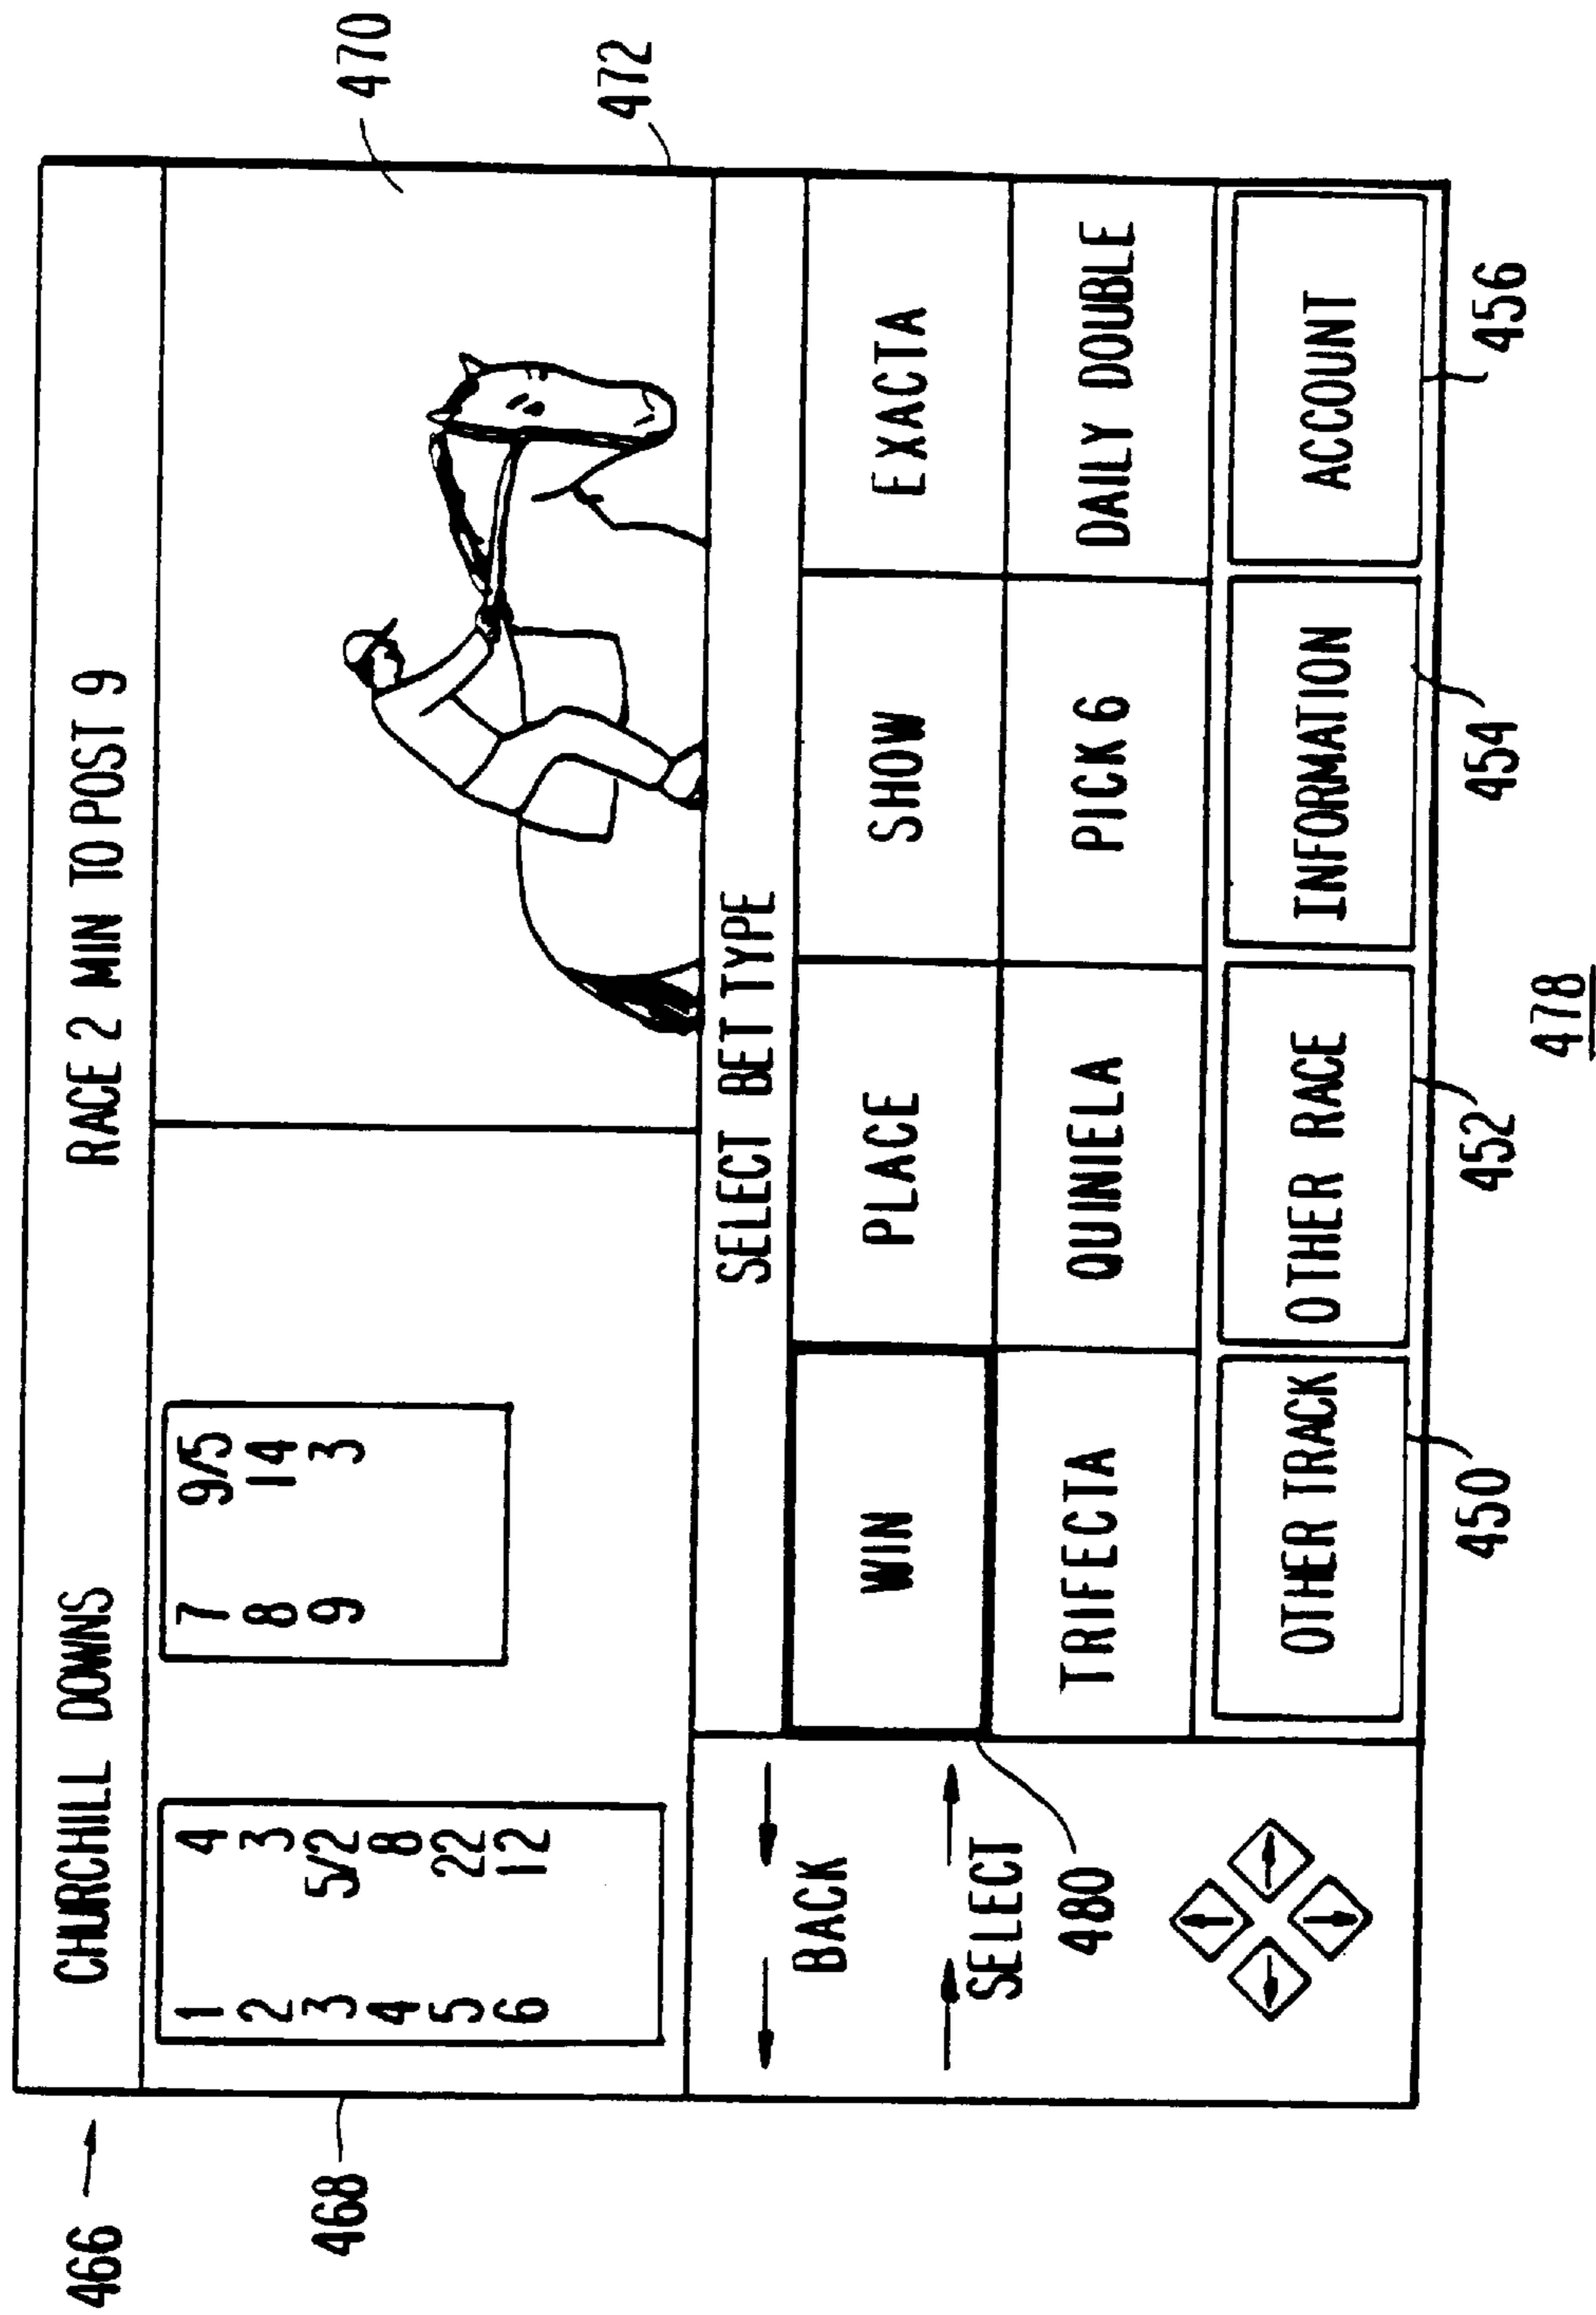 466
CHURCHILL DOWNS RACE 2 MIN TO POST 9
468
1 4
2 3
3 5/2
4 8
5 22
6 12
7 9/5
8 14
9 3
470
472
BACK
SELECT
480
SELECT BET TYPE
WIN PLACE SHOW EXACTA
TRIFECTA QUINIELA PICK 6 DAILY DOUBLE
OTHER TRACK OTHER RACE INFORMATION ACCOUNT
450 452 454 456
478